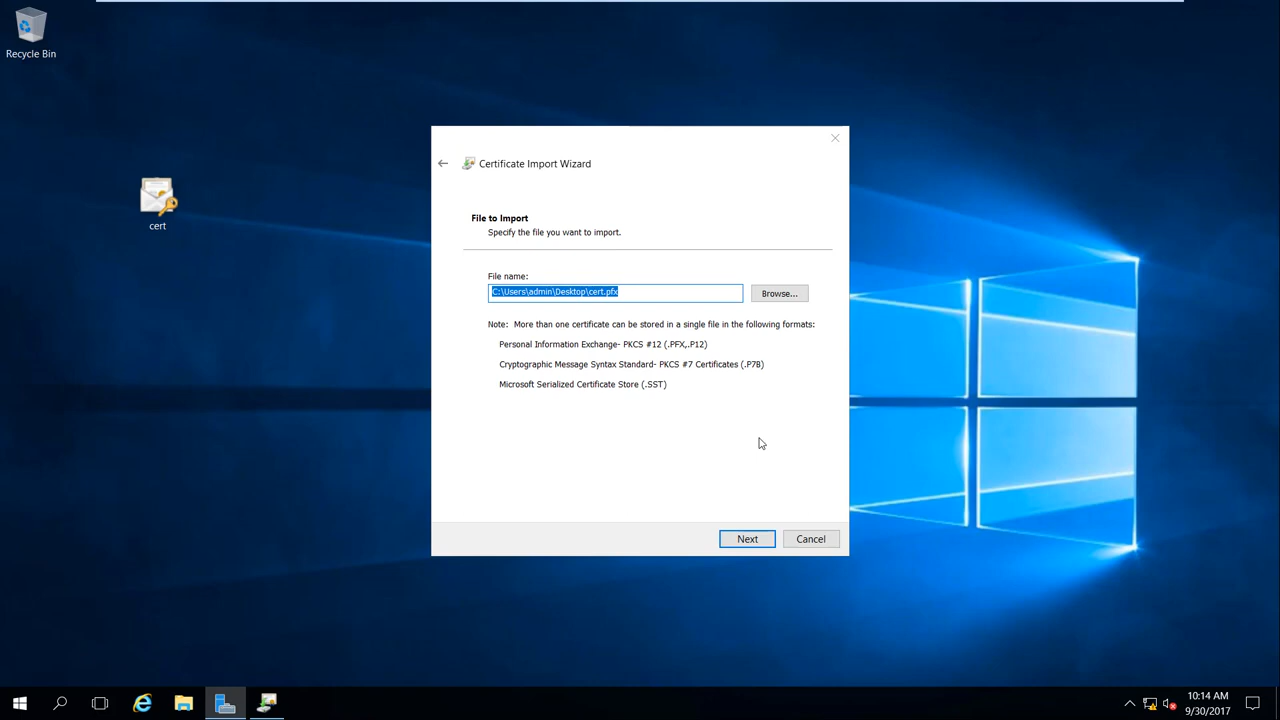 Recycle Bin
cert
Certificate Import Wizard
File to Import
Specify the file you want to import.
File name:
C:\Users\admin\Desktop\cert.pfx
Browse...
Note:  More than one certificate can be stored in a single file in the following formats:
Personal Information Exchange- PKCS #12 (.PFX,.P12)
Cryptographic Message Syntax Standard- PKCS #7 Certificates (.P7B)
Microsoft Serialized Certificate Store (.SST)
Next
Cancel
10:14 AM
9/30/2017